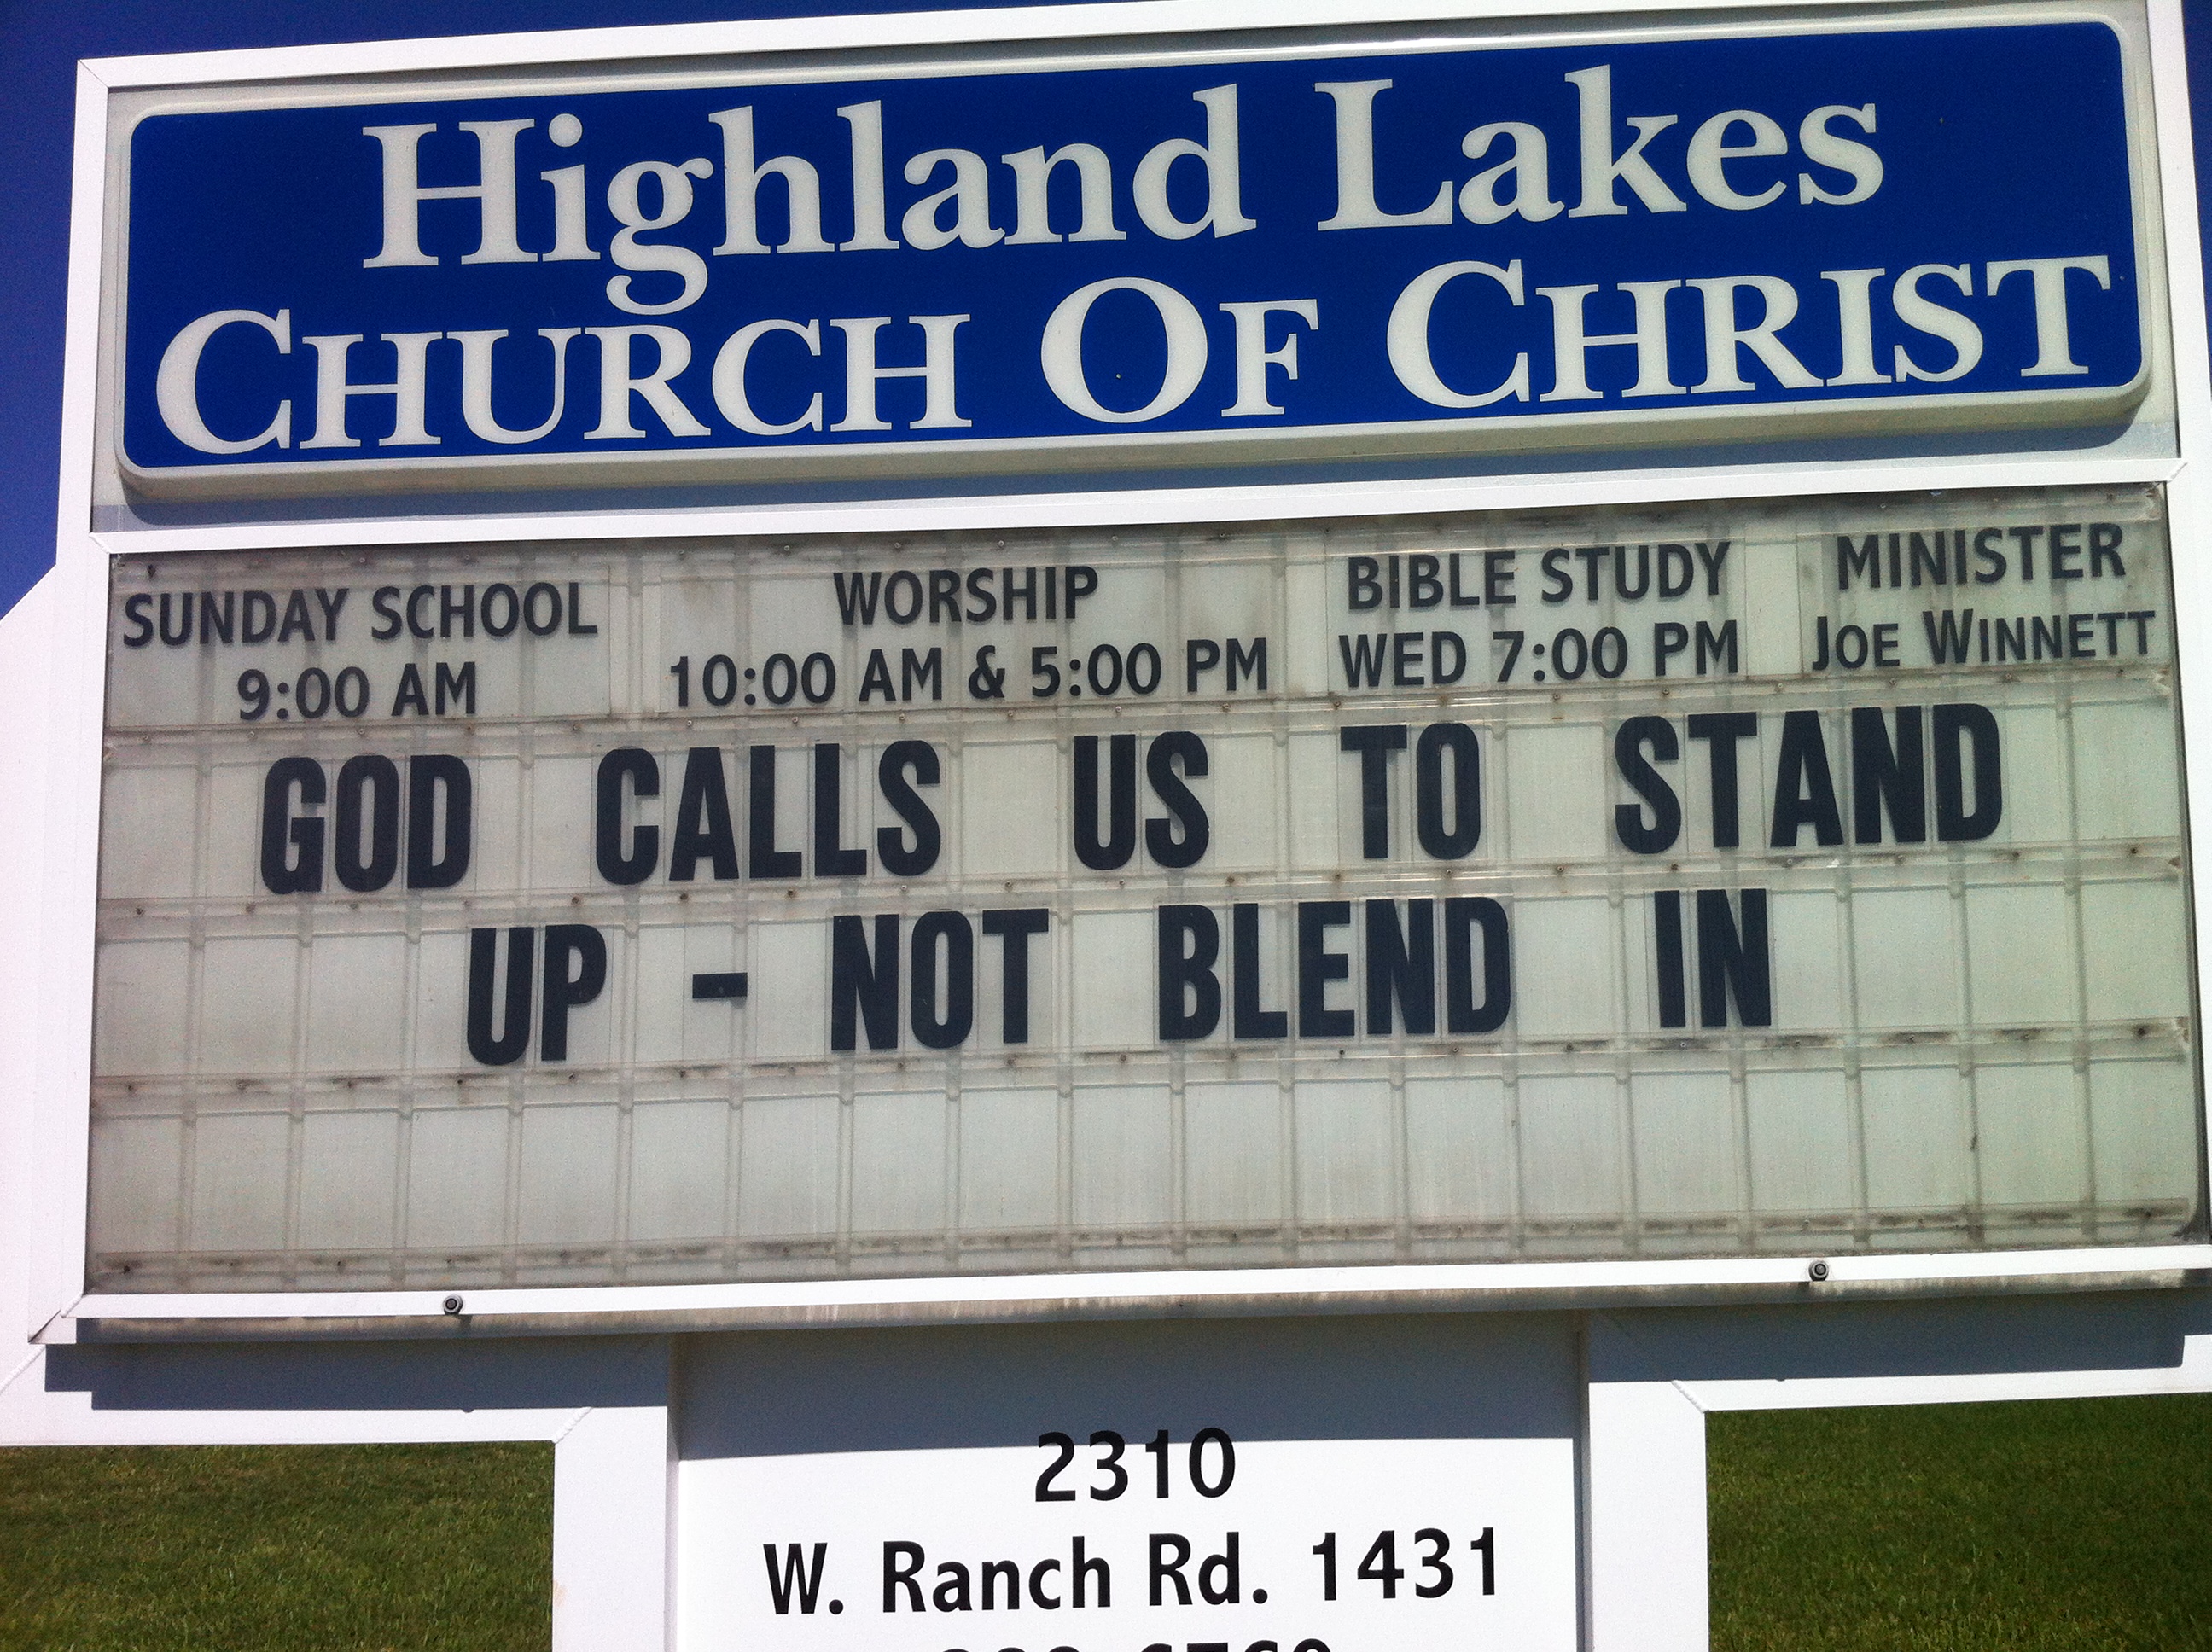 Highland Lakes
CHURCH OF CHRIST
SUNDAY SCHOOL
9:00 AM
WORSHIP
10:00 AM & 5:00 PM
BIBLE STUDY
WED 7:00 PM
MINISTER
JOE WINNETT
GOD CALLS US TO STAND
UP - NOT BLEND IN
2310
W. Ranch Rd. 1431